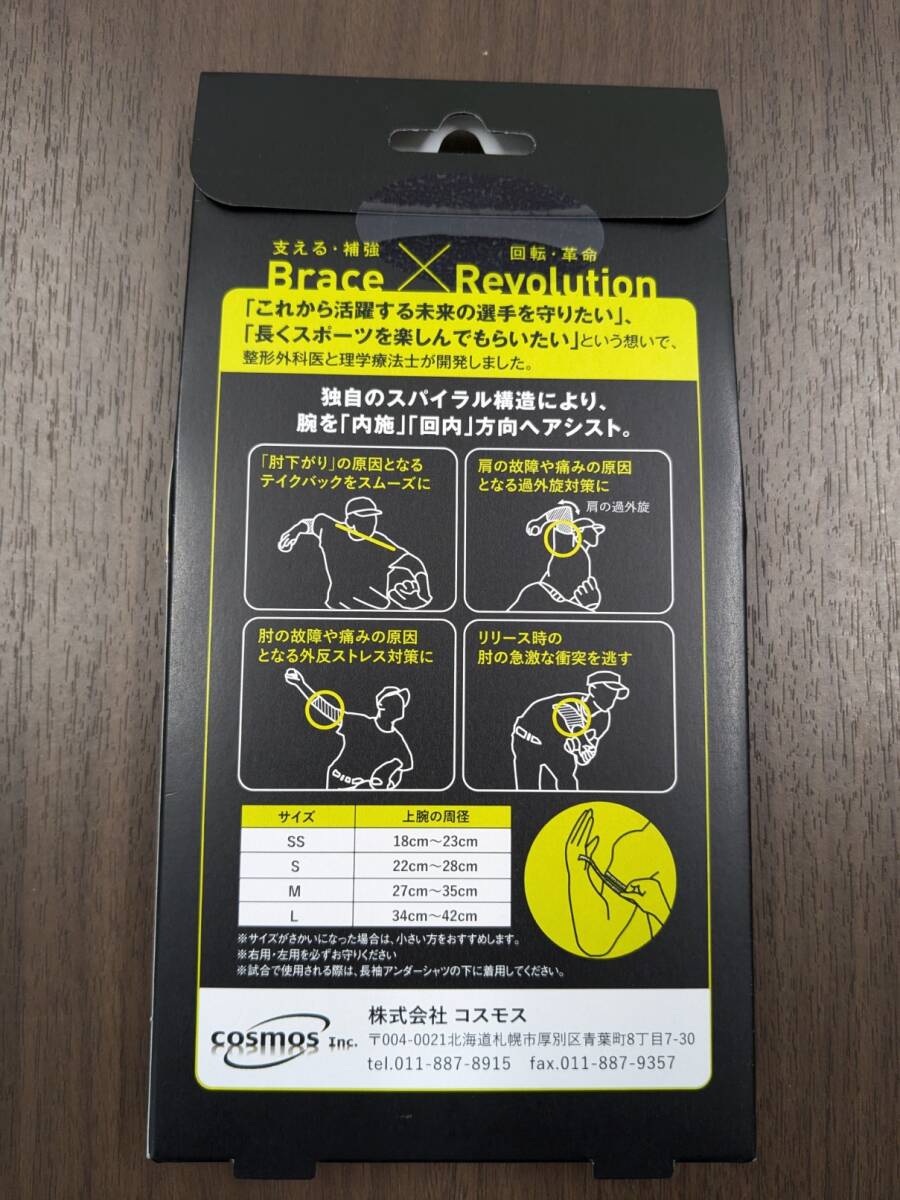 支える・補強
回転・革命
Brace × Revolution
「これから活躍する未来の選手を守りたい」、
「長くスポーツを楽しんでもらいたい」という想いで、
整形外科医と理学療法士が開発しました。
独自のスパイラル構造により、
腕を「内施」「回内」方向へアシスト。
「肘下がり」の原因となる
テイクバックをスムーズに
肩の故障や痛みの原因
となる過外旋対策に
肩の過外旋
肘の故障や痛みの原因
となる外反ストレス対策に
リリース時の
肘の急激な衝突を逃す
サイズ 上腕の周径
SS 18cm〜23cm
S 22cm〜28cm
M 27cm〜35cm
L 34cm〜42cm
※サイズがさかいになった場合は、小さい方をおすすめします。
※右用・左用を必ずお守りください
※試合で使用される際は、長袖アンダーシャツの下に着用してください。
cosmos Inc.
株式会社 コスモス
〒004-0021北海道札幌市厚別区青葉町8丁目7-30
tel.011-887-8915 fax.011-887-9357